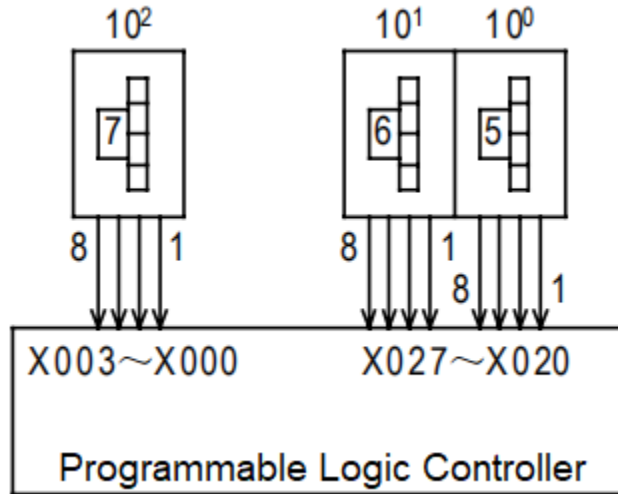 10² 10¹ 10⁰
7 6 5
8 1 8 1
8 1
X003～X000 X027～X020
Programmable Logic Controller